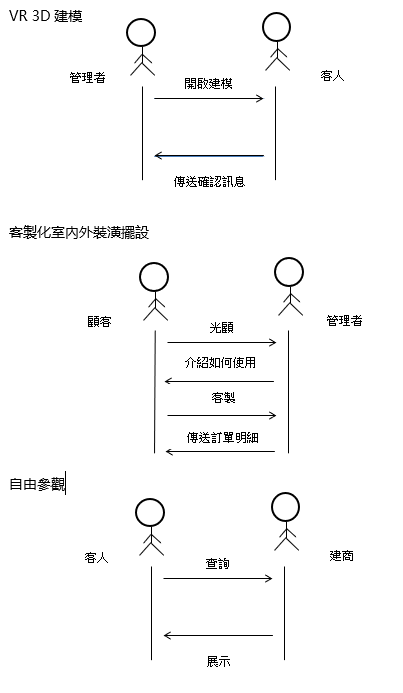 VR 3D 建模
管理者
客人
開啟建模
傳送確認訊息
客製化室內外裝潢擺設
顧客
管理者
光顧
介紹如何使用
客製
傳送訂單明細
自由參觀
客人
建商
查詢
展示